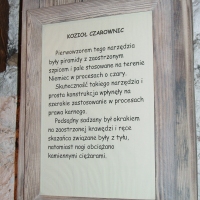 KOZIOŁ CZAROWNIC
Pierwowzorem tego narzędzia
były piramidy z zaostrzonym
szpicem i pale stosowane na terenie
Niemiec w procesach o czary.
Skuteczność takiego narzędzia i
prosta konstrukcja wpłynęły na
szerokie zastosowanie w procesach
prawa karnego.
Podsądny sadzany był okrakiem
na zaostrzonej krawędzi i ręce
skazańca związane były z tyłu,
natomiast nogi obciążano
kamiennymi ciężarami.